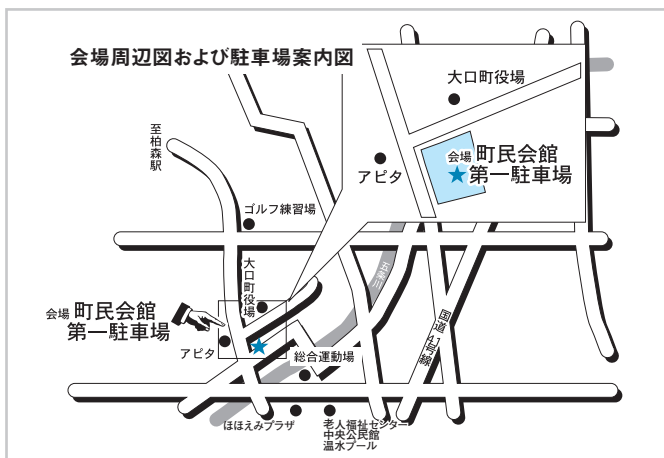 会場周辺図および駐車場案内図
大口町役場
会場 町民会館
第一駐車場
アピタ
至柏森駅
ゴルフ練習場
大口町役場
五条川
会場 町民会館
第一駐車場
アピタ
総合運動場
国道41号線
ほほえみプラザ
老人福祉センター
中央公民館
温水プール